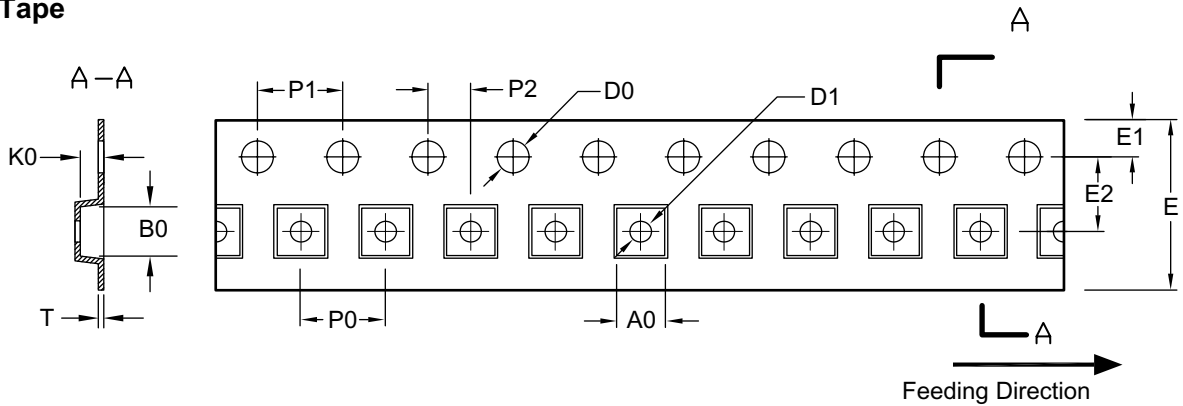 Tape
A
A-A
P1
P2
D0
D1
K0
E1
E2
E
B0
T
P0
A0
A
Feeding Direction